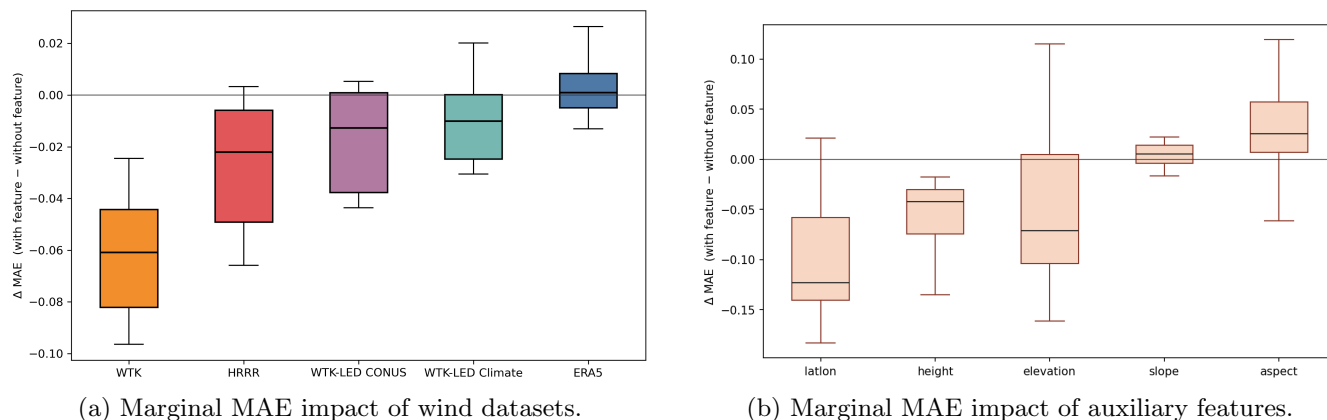 Δ MAE (with feature − without feature)
0.02
0.00
−0.02
−0.04
−0.06
−0.08
−0.10
WTK HRRR WTK-LED CONUS WTK-LED Climate ERA5
(a) Marginal MAE impact of wind datasets.
Δ MAE (with feature − without feature)
0.10
0.05
0.00
−0.05
−0.10
−0.15
latlon height elevation slope aspect
(b) Marginal MAE impact of auxiliary features.